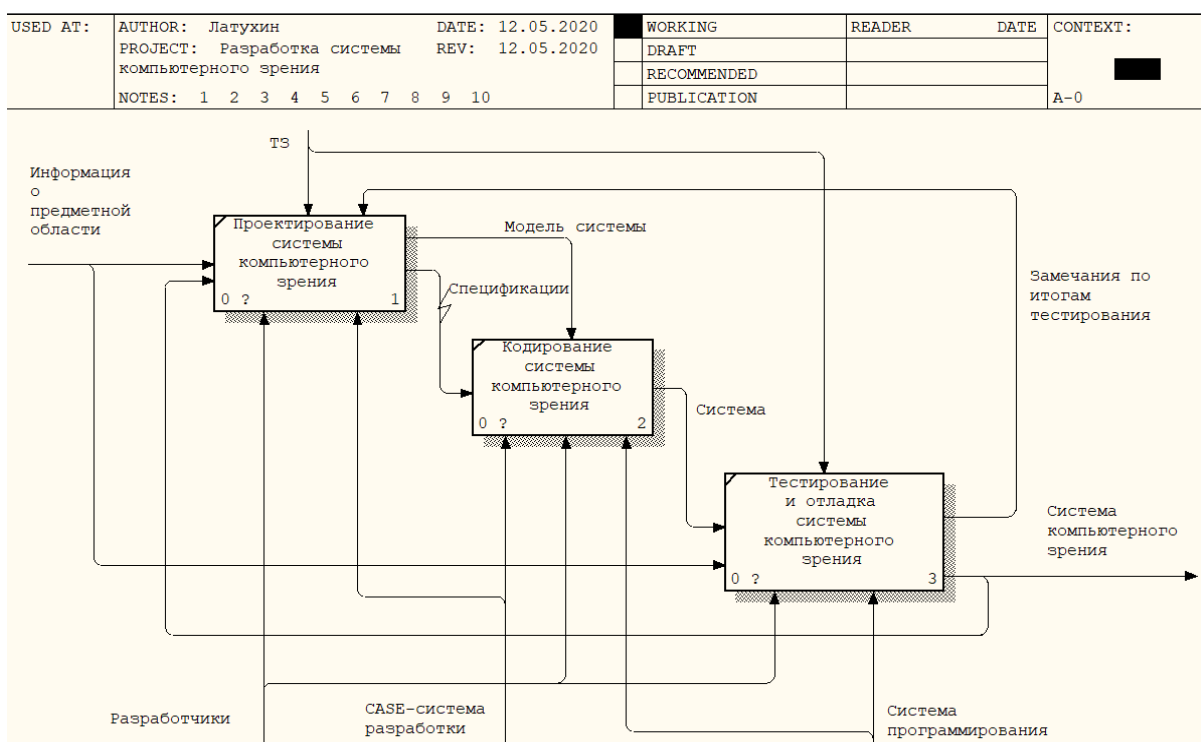 USED AT:
AUTHOR: Латухин
DATE: 12.05.2020
PROJECT: Разработка системы
REV: 12.05.2020
компьютерного зрения
NOTES: 1 2 3 4 5 6 7 8 9 10
WORKING
DRAFT
RECOMMENDED
PUBLICATION
READER
DATE
CONTEXT:
A-0
ТЗ
Информация
о
предметной
области
Проектирование
системы
компьютерного
зрения
0 ?
1
Модель системы
Спецификации
Замечания по
итогам
тестирования
Кодирование
системы
компьютерного
зрения
0 ?
2
Система
Тестирование
и отладка
системы
компьютерного
зрения
0 ?
3
Система
компьютерного
зрения
Разработчики
CASE-система
разработки
Система
программирования